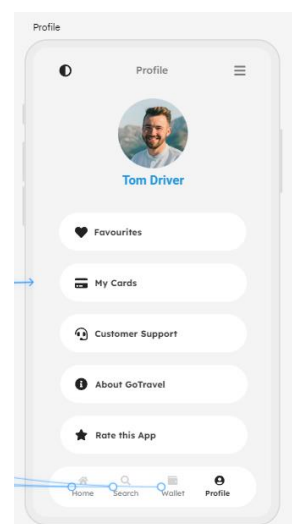 Profile
Profile
Tom Driver
Favourites
My Cards
Customer Support
About GoTravel
Rate this App
Home Search Wallet Profile